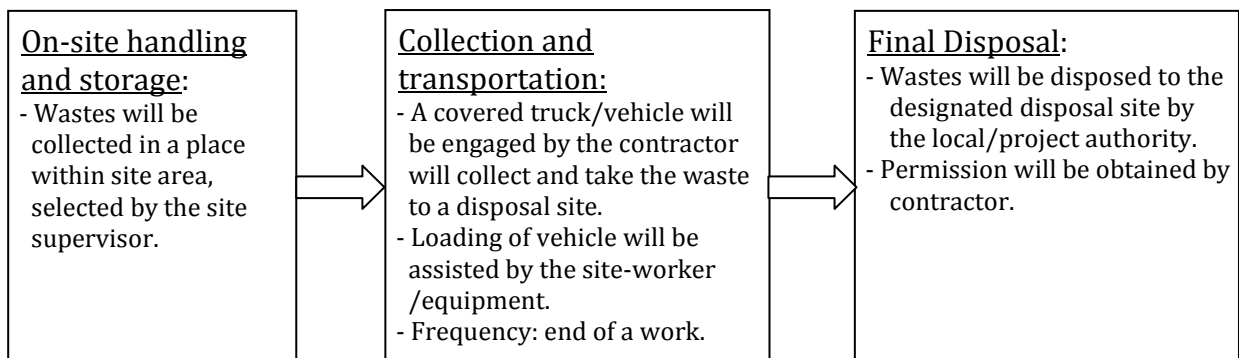 On-site handling
and storage:
- Wastes will be
collected in a place
within site area,
selected by the site
supervisor.
Collection and
transportation:
- A covered truck/vehicle will
be engaged by the contractor
will collect and take the waste
to a disposal site.
- Loading of vehicle will be
assisted by the site-worker
/equipment.
- Frequency: end of a work.
Final Disposal:
- Wastes will be disposed to the
designated disposal site by
the local/project authority.
- Permission will be obtained by
contractor.